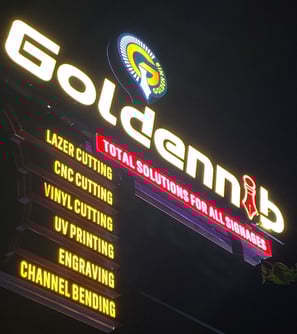 Goldennib
TOTAL SOLUTIONS FOR ALL SIGNAGES
LAZER CUTTING
CNC CUTTING
VINYL CUTTING
UV PRINTING
ENGRAVING
CHANNEL BENDING